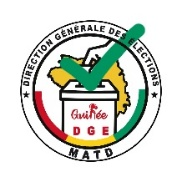 DIRECTION GÉNÉRALE DES ÉLECTIONS
Guinée
DGE
MATD